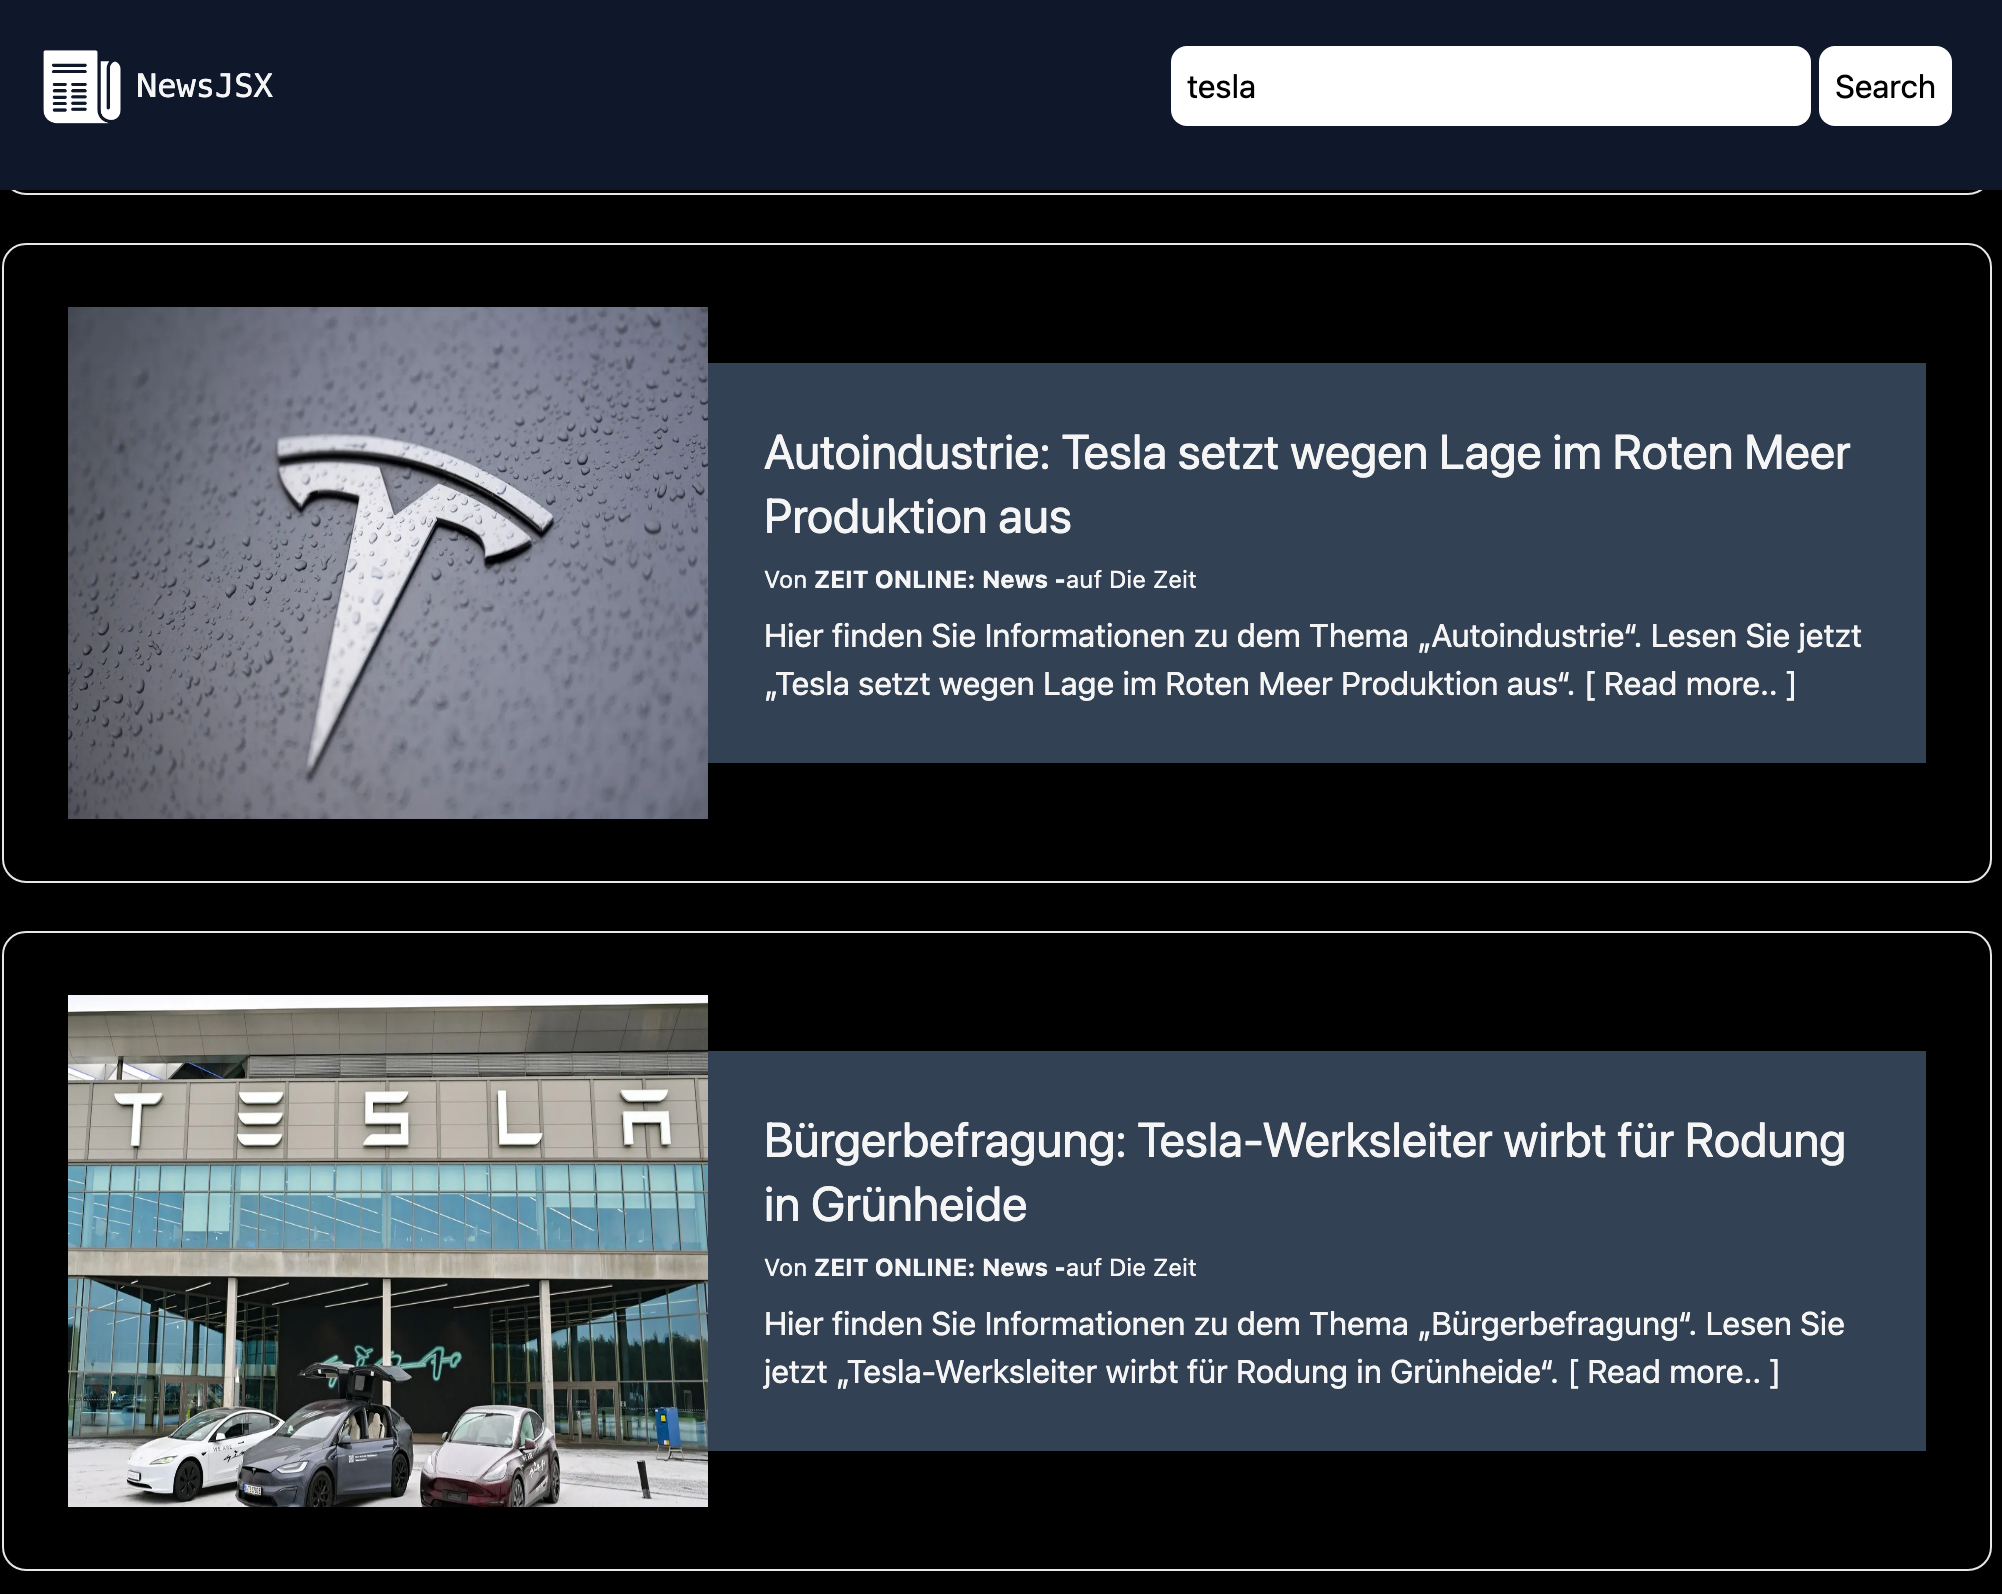 NewsJSX
tesla
Search
Autoindustrie: Tesla setzt wegen Lage im Roten Meer
Produktion aus
Von ZEIT ONLINE: News -auf Die Zeit
Hier finden Sie Informationen zu dem Thema „Autoindustrie“. Lesen Sie jetzt
„Tesla setzt wegen Lage im Roten Meer Produktion aus“. [ Read more.. ]
TESLA
Bürgerbefragung: Tesla-Werksleiter wirbt für Rodung
in Grünheide
Von ZEIT ONLINE: News -auf Die Zeit
Hier finden Sie Informationen zu dem Thema „Bürgerbefragung“. Lesen Sie
jetzt „Tesla-Werksleiter wirbt für Rodung in Grünheide“. [ Read more.. ]